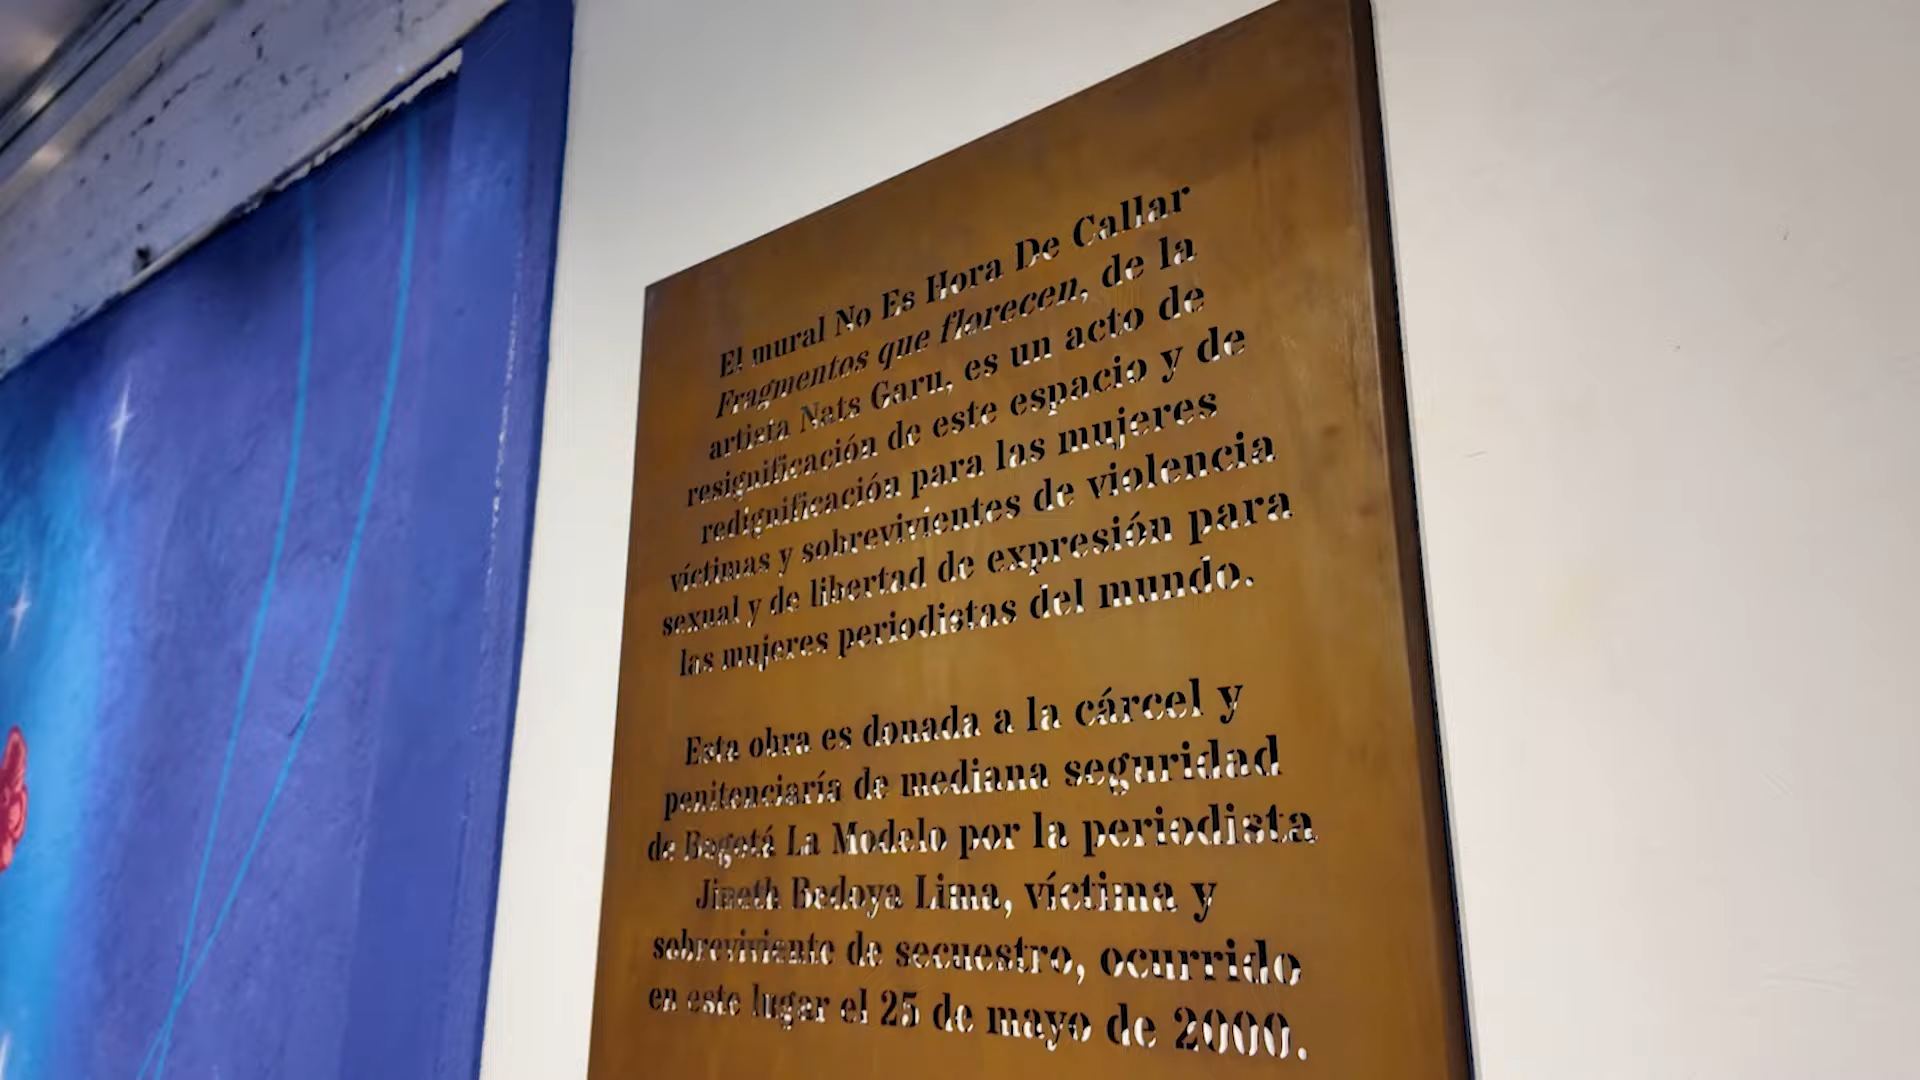 El mural No Es Hora De Callar
Fragmentos que florecen, de la
artista Nats Garu, es un acto de
resignificación de este espacio y de
redignificación para las mujeres
víctimas y sobrevivientes de violencia
sexual y de libertad de expresión para
las mujeres periodistas del mundo.
Esta obra es donada a la cárcel y
penitenciaría de mediana seguridad
de Bogotá La Modelo por la periodista
Jineth Bedoya Lima, víctima y
sobreviviente de secuestro, ocurrido
en este lugar el 25 de mayo de 2000.